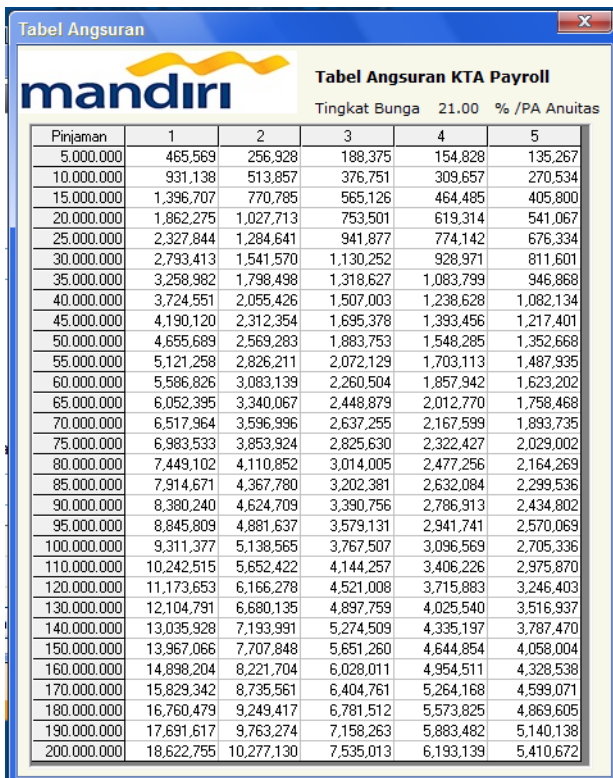 Tabel Angsuran
mandiri
Tabel Angsuran KTA Payroll
Tingkat Bunga 21.00 % /PA Anuitas
Pinjaman 1 2 3 4 5
5.000.000 465,569 256,928 188,375 154,828 135,267
10.000.000 931,138 513,857 376,751 309,657 270,534
15.000.000 1,396,707 770,785 565,126 464,485 405,800
20.000.000 1,862,275 1,027,713 753,501 619,314 541,067
25.000.000 2,327,844 1,284,641 941,877 774,142 676,334
30.000.000 2,793,413 1,541,570 1,130,252 928,971 811,601
35.000.000 3,258,982 1,798,498 1,318,627 1,083,799 946,868
40.000.000 3,724,551 2,055,426 1,507,003 1,238,628 1,082,134
45.000.000 4,190,120 2,312,354 1,695,378 1,393,456 1,217,401
50.000.000 4,655,689 2,569,283 1,883,753 1,548,285 1,352,668
55.000.000 5,121,258 2,826,211 2,072,129 1,703,113 1,487,935
60.000.000 5,586,826 3,083,139 2,260,504 1,857,942 1,623,202
65.000.000 6,052,395 3,340,067 2,448,879 2,012,770 1,758,468
70.000.000 6,517,964 3,596,996 2,637,255 2,167,599 1,893,735
75.000.000 6,983,533 3,853,924 2,825,630 2,322,427 2,029,002
80.000.000 7,449,102 4,110,852 3,014,005 2,477,256 2,164,269
85.000.000 7,914,671 4,367,780 3,202,381 2,632,084 2,299,536
90.000.000 8,380,240 4,624,709 3,390,756 2,786,913 2,434,802
95.000.000 8,845,809 4,881,637 3,579,131 2,941,741 2,570,069
100.000.000 9,311,377 5,138,565 3,767,507 3,096,569 2,705,336
110.000.000 10,242,515 5,652,422 4,144,257 3,406,226 2,975,870
120.000.000 11,173,653 6,166,278 4,521,008 3,715,883 3,246,403
130.000.000 12,104,791 6,680,135 4,897,759 4,025,540 3,516,937
140.000.000 13,035,928 7,193,991 5,274,509 4,335,197 3,787,470
150.000.000 13,967,066 7,707,848 5,651,260 4,644,854 4,058,004
160.000.000 14,898,204 8,221,704 6,028,011 4,954,511 4,328,538
170.000.000 15,829,342 8,735,561 6,404,761 5,264,168 4,599,071
180.000.000 16,760,479 9,249,417 6,781,512 5,573,825 4,869,605
190.000.000 17,691,617 9,763,274 7,158,263 5,883,482 5,140,138
200.000.000 18,622,755 10,277,130 7,535,013 6,193,139 5,410,672